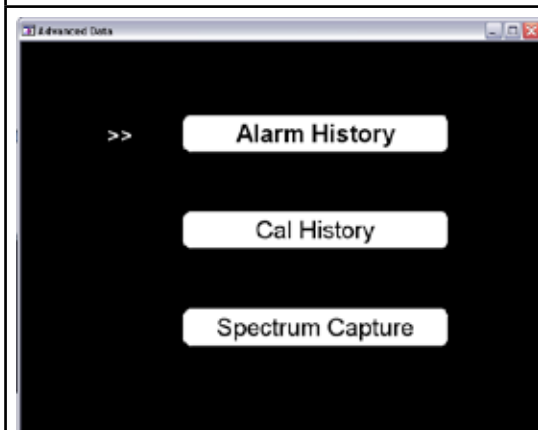 Advanced Data
>> Alarm History
Cal History
Spectrum Capture